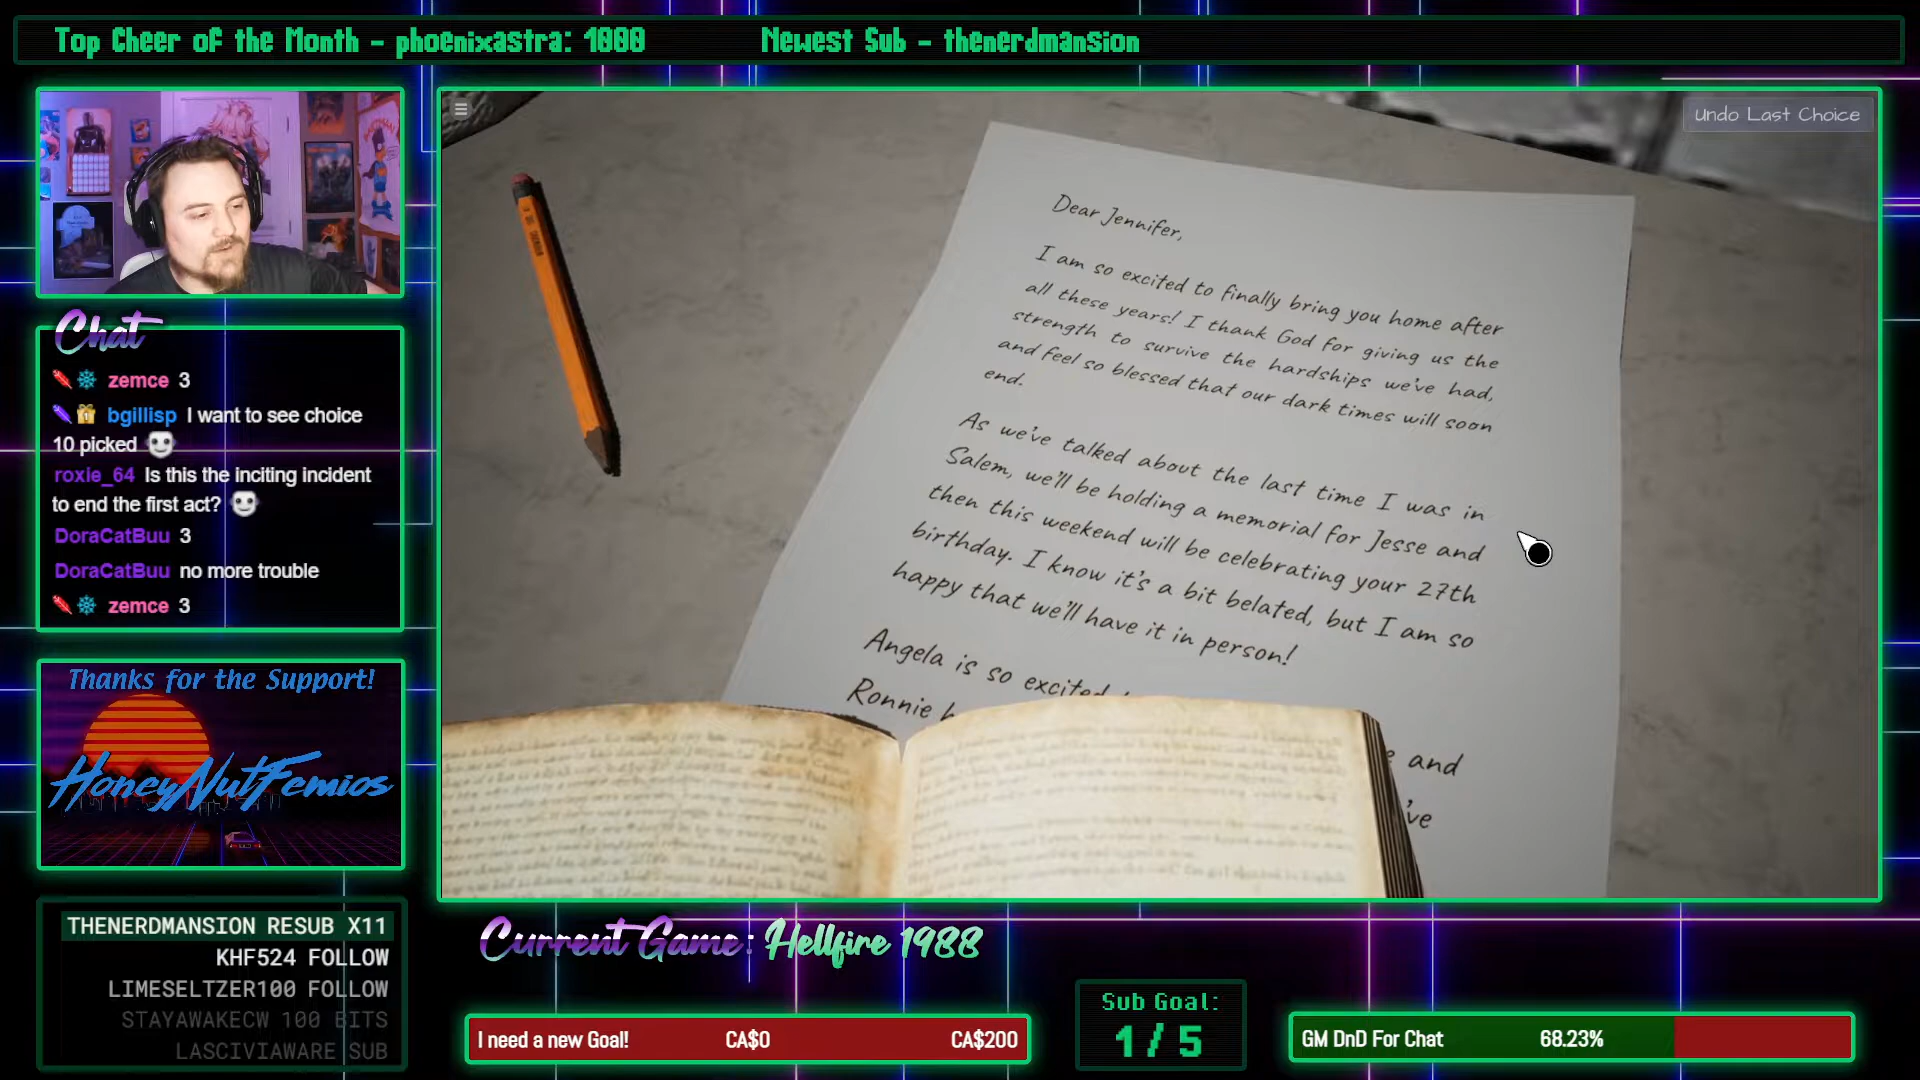 Top Cheer of the Month - phoenixastra: 1000
Newest Sub - thenerdmansion
Undo Last Choice
Dear Jennifer,
I am so excited to finally bring you home after
all these years! I thank God for giving us the
strength to survive the hardships we've had,
and feel so blessed that our dark times will soon
end.
As we've talked about the last time I was in
Salem, we'll be holding a memorial for Jesse and
then this weekend will be celebrating your 27th
birthday. I know it's a bit belated, but I am so
happy that we'll have it in person!
Angela is so excited
Ronnie
and
've
Chat
zemce 3
bgillisp I want to see choice
10 picked
roxie_64 Is this the inciting incident
to end the first act?
DoraCatBuu 3
DoraCatBuu no more trouble
zemce 3
Thanks for the Support!
HoneyNutFemios
THENERDMANSION RESUB X11
KHF524 FOLLOW
LIMESELTZER100 FOLLOW
STAYAWAKECW 100 BITS
LASCIVIAWARE SUB
Current Game: Hellfire 1988
I need a new Goal! CA$0 CA$200
Sub Goal:
1 / 5
GM DnD For Chat 68.23%